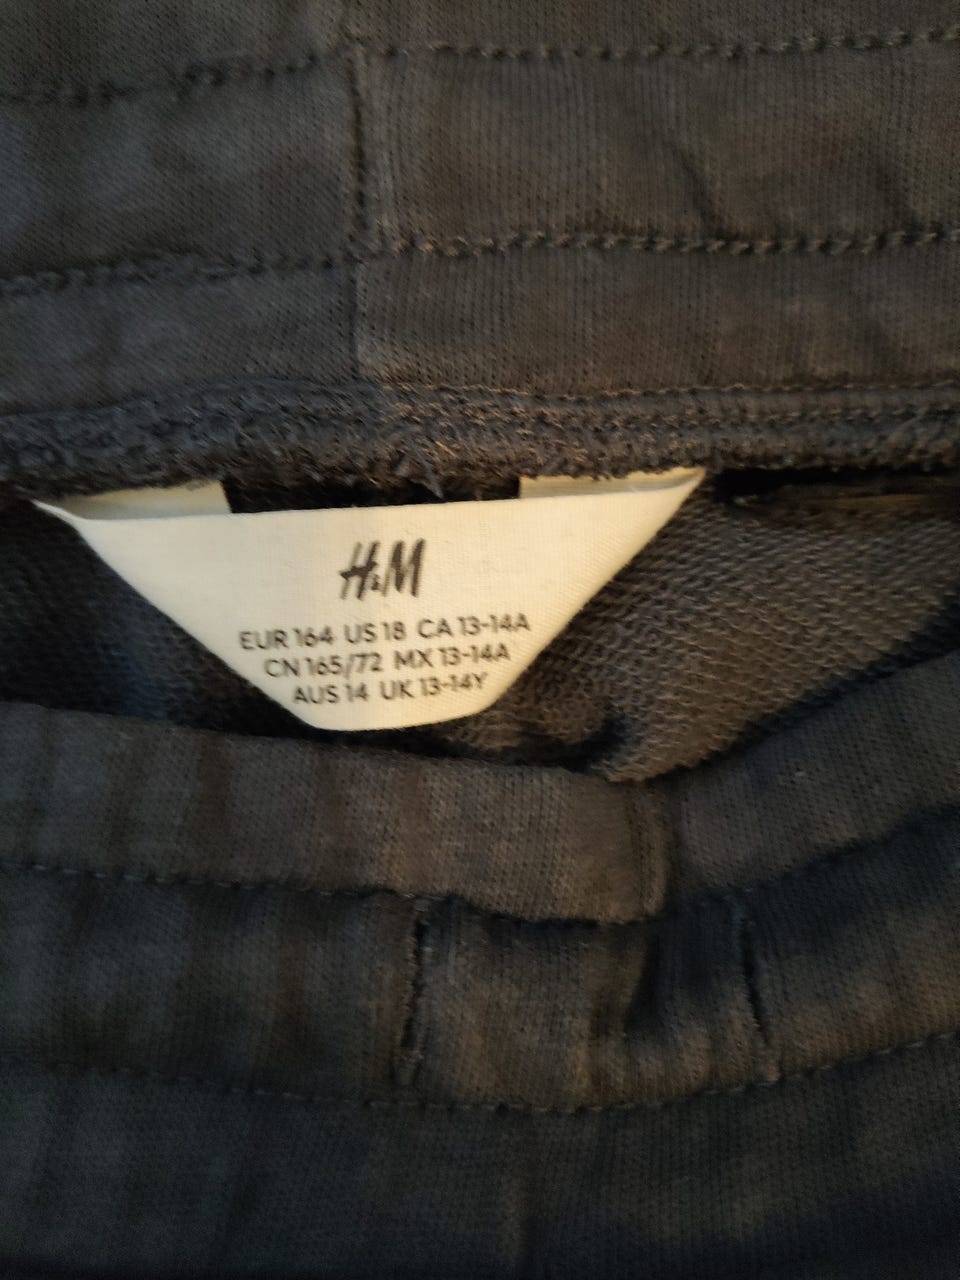 H&M
EUR 164 US 18 CA 13-14A
CN 165/72 MX 13-14A
AUS 14 UK 13-14Y